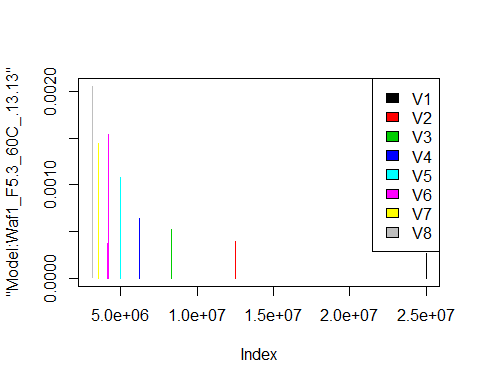 "Model:Waf1_F5.3_60C_.13.13"
0.0020
0.0010
0.0000
V1
V2
V3
V4
V5
V6
V7
V8
5.0e+06 1.0e+07 1.5e+07 2.0e+07 2.5e+07
Index